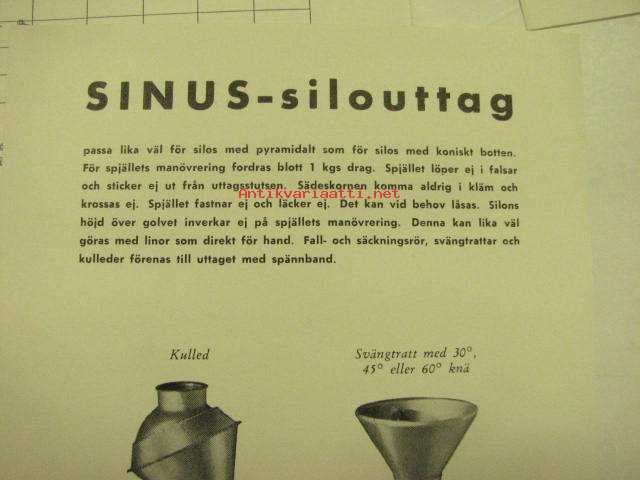 SINUS-silouttag
passa lika väl för silos med pyramidalt som för silos med koniskt botten.
För spjällets manövrering fordras blott 1 kgs drag. Spjället löper ej i falsar
och sticker ej ut från uttagsstutsen. Sädeskornen komma aldrig i kläm och
Antikvariaatti.net
krossas ej. Spjället fastnar ej och läcker ej. Det kan vid behov låsas. Silons
höjd över golvet inverkar ej på spjällets manövrering. Denna kan lika väl
göras med linor som direkt för hand. Fall- och säckningsrör, svängtrattar och
kulleder förenas till uttaget med spännband.
Kulled
Svängtratt med 30°,
45° eller 60° knä